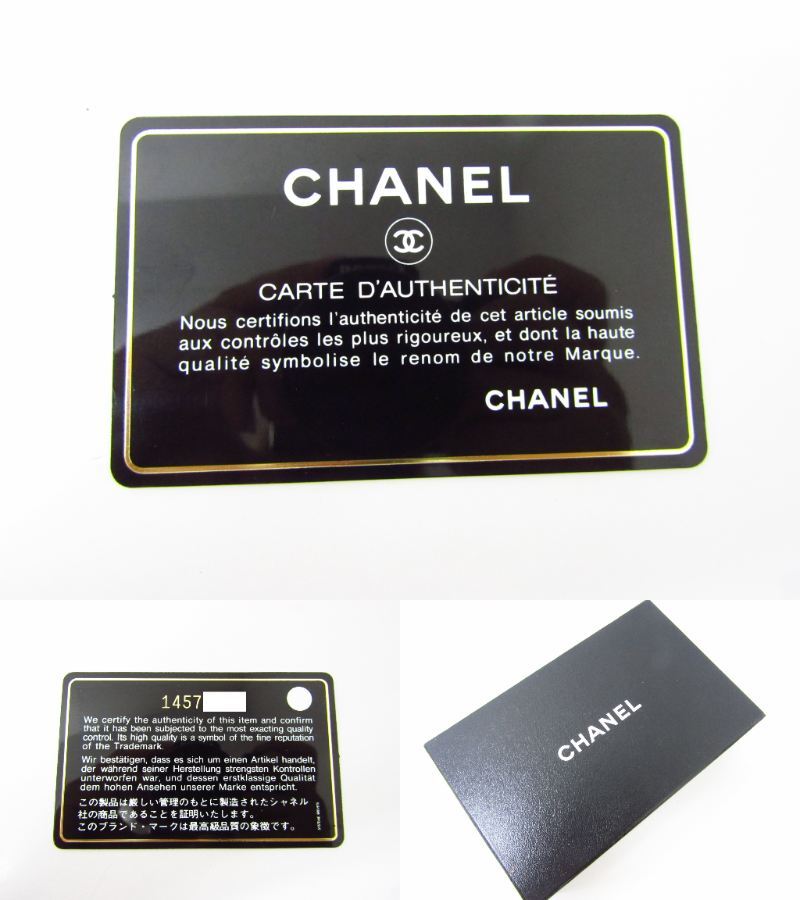 CHANEL
CARTE D'AUTHENTICITÉ
Nous certifions l'authenticité de cet article soumis
aux contrôles les plus rigoureux, et dont la haute
qualité symbolise le renom de notre Marque.
CHANEL
1457
We certify the authenticity of this item and confirm
that it has been subjected to the most exacting quality
control. Its high quality is a symbol of the fine reputation
of the Trademark.
Wir bestätigen, dass es sich um einen Artikel handelt,
der während seiner Herstellung strengsten Kontrollen
unterworfen war, und dessen erstklassige Qualität
dem hohen Ansehen unserer Marke entspricht.
この製品は厳しい管理のもとに製造されたシャネル
社の商品であることを証明いたします。
このブランド・マークは最高級品質の象徴です。
CHANEL